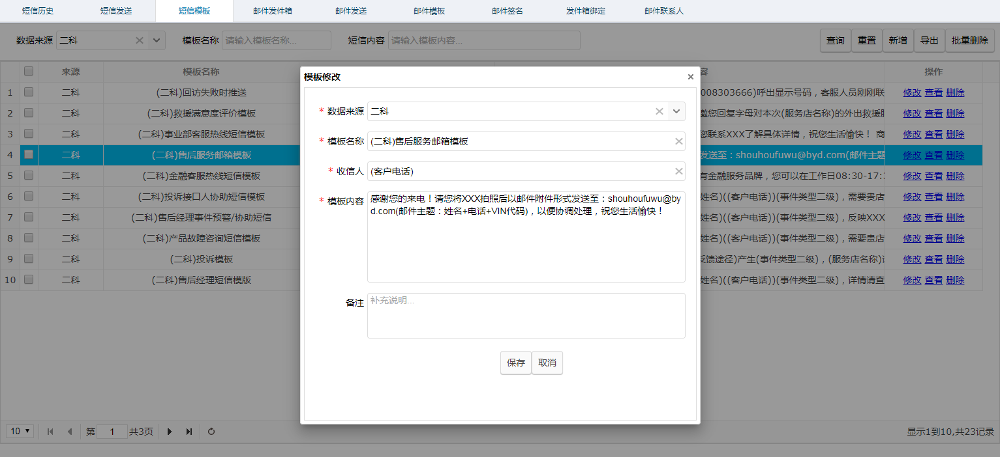 短信历史 短信发送 短信模板 邮件发件箱 邮件发送 邮件模板 邮件签名 发件箱绑定 邮件联系人
数据来源 二科 模板名称 请输入模板名称... 短信内容 请输入模板内容... 查询 重置 新增 导出 批量删除
来源 模板名称 容 操作
1 二科 (二科)回访失败时推送 008303666)呼出显示号码，客服人员刚刚联 修改 查看 删除
2 二科 (二科)救援满意度评价模板 邀您回复字母对本次(服务店名称)的外出救援服 修改 查看 删除
3 二科 (二科)事业部客服热线短信模板 您联系XXX了解具体详情，祝您生活愉快！ 商 修改 查看 删除
4 二科 (二科)售后服务邮箱模板 发送至：shouhoufuwu@byd.com(邮件主题 修改 查看 删除
5 二科 (二科)金融客服热线短信模板 有金融服务品牌，您可以在工作日08:30-17: 修改 查看 删除
6 二科 (二科)投诉接口人协助短信模板 姓名)((客户电话))(事件类型二级)，需要贵店 修改 查看 删除
7 二科 (二科)售后经理事件预警/协助短信 姓名)((客户电话))(事件类型二级)，反映XXX 修改 查看 删除
8 二科 (二科)产品故障咨询短信模板 姓名)((客户电话))(事件类型二级)，需要贵店 修改 查看 删除
9 二科 (二科)投诉模板 反馈途径)产生(事件类型二级)，(服务店名称) 修改 查看 删除
10 二科 (二科)售后经理短信模版 姓名)((客户电话))(事件类型二级)，详情请查 修改 查看 删除
模板修改
* 数据来源 二科
* 模板名称 (二科)售后服务邮箱模板
* 收信人 (客户电话)
* 模板内容 感谢您的来电！请您将XXX拍照后以邮件附件形式发送至：shouhoufuwu@by
d.com(邮件主题：姓名+电话+VIN代码)，以便协调处理，祝您生活愉快！
备注 补充说明...
保存 取消
10 第 1 共3页 显示1到10,共23记录